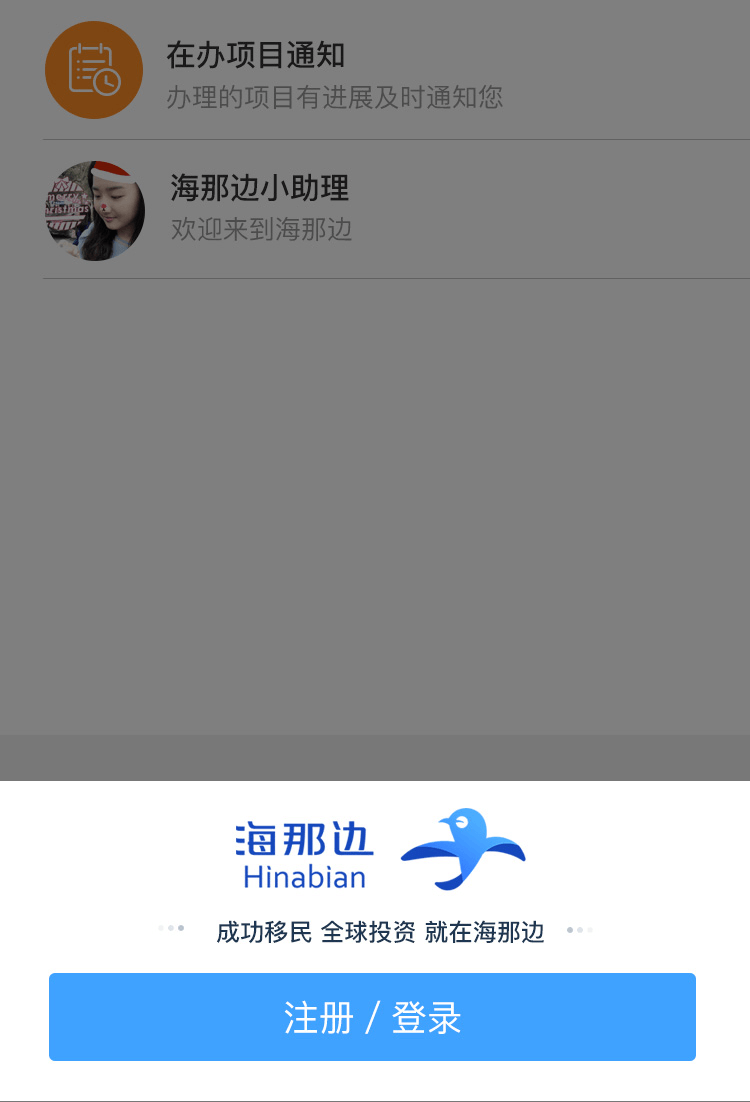 在办项目通知
办理的项目有进展及时通知您
merry
christmas
海那边小助理
欢迎来到海那边
海那边
Hinabian
成功移民 全球投资 就在海那边
注册 / 登录